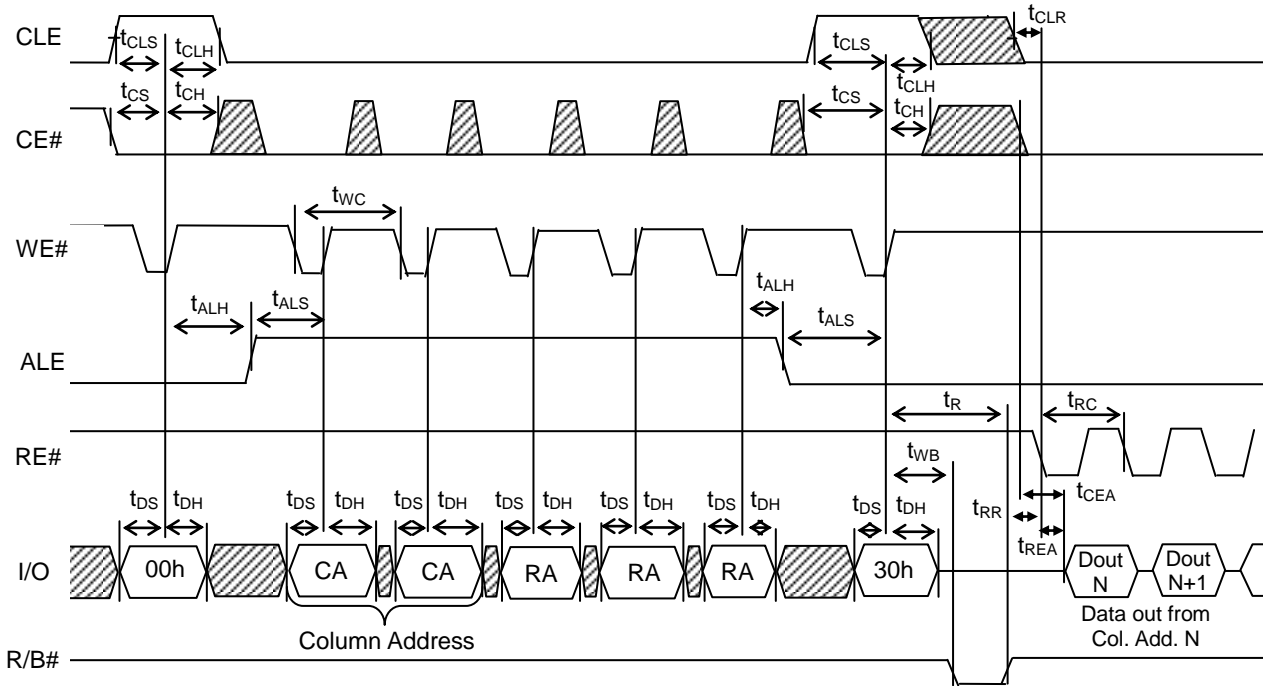 CLE
tCLS
tCLH
tCLS
tCLH
tCLR
CE#
tCS
tCH
tCS
tCH
WE#
tWC
ALE
tALH
tALS
tALH
tALS
RE#
tR
tRC
tWB
tCEA
tRR
tREA
I/O
tDS
tDH
tDS
tDH
tDS
tDH
tDS
tDH
tDS
tDH
tDS
tDH
tDS
tDH
00h
CA
CA
RA
RA
RA
30h
Dout
N
Dout
N+1
Column Address
Data out from
Col. Add. N
R/B#